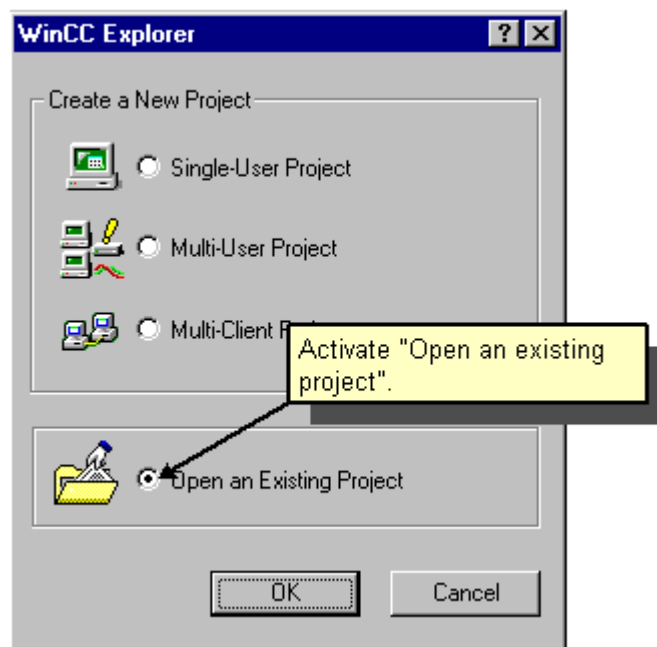 WinCC Explorer
Create a New Project
Single-User Project
Multi-User Project
Multi-Client
Activate "Open an existing
project".
Open an Existing Project
OK
Cancel